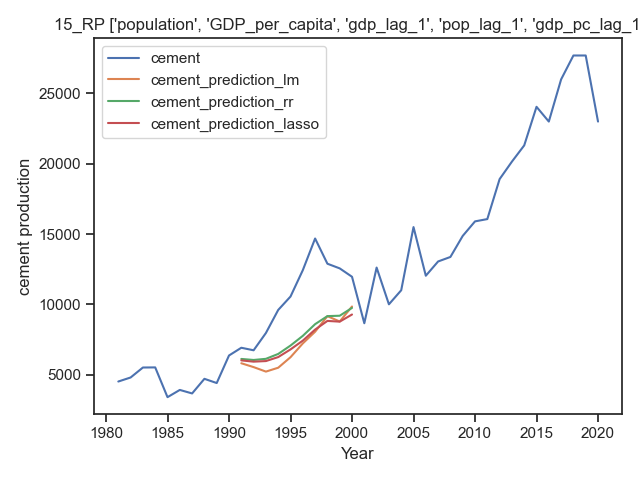 15_RP ['population', 'GDP_per_capita', 'gdp_lag_1', 'pop_lag_1', 'gdp_pc_lag_1
cement
cement_prediction_lm
cement_prediction_rr
cement_prediction_lasso
cement production
25000
20000
15000
10000
5000
1980 1985 1990 1995 2000 2005 2010 2015 2020
Year